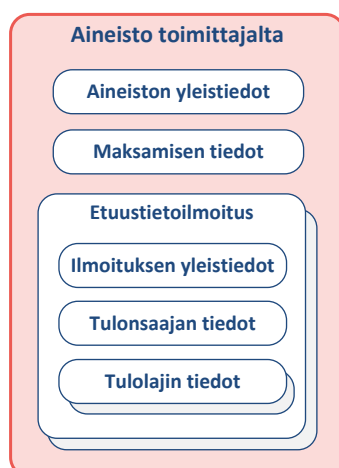 Aineisto toimittajalta
Aineiston yleistiedot
Maksamisen tiedot
Etuustietoilmoitus
Ilmoituksen yleistiedot
Tulonsaajan tiedot
Tulolajin tiedot